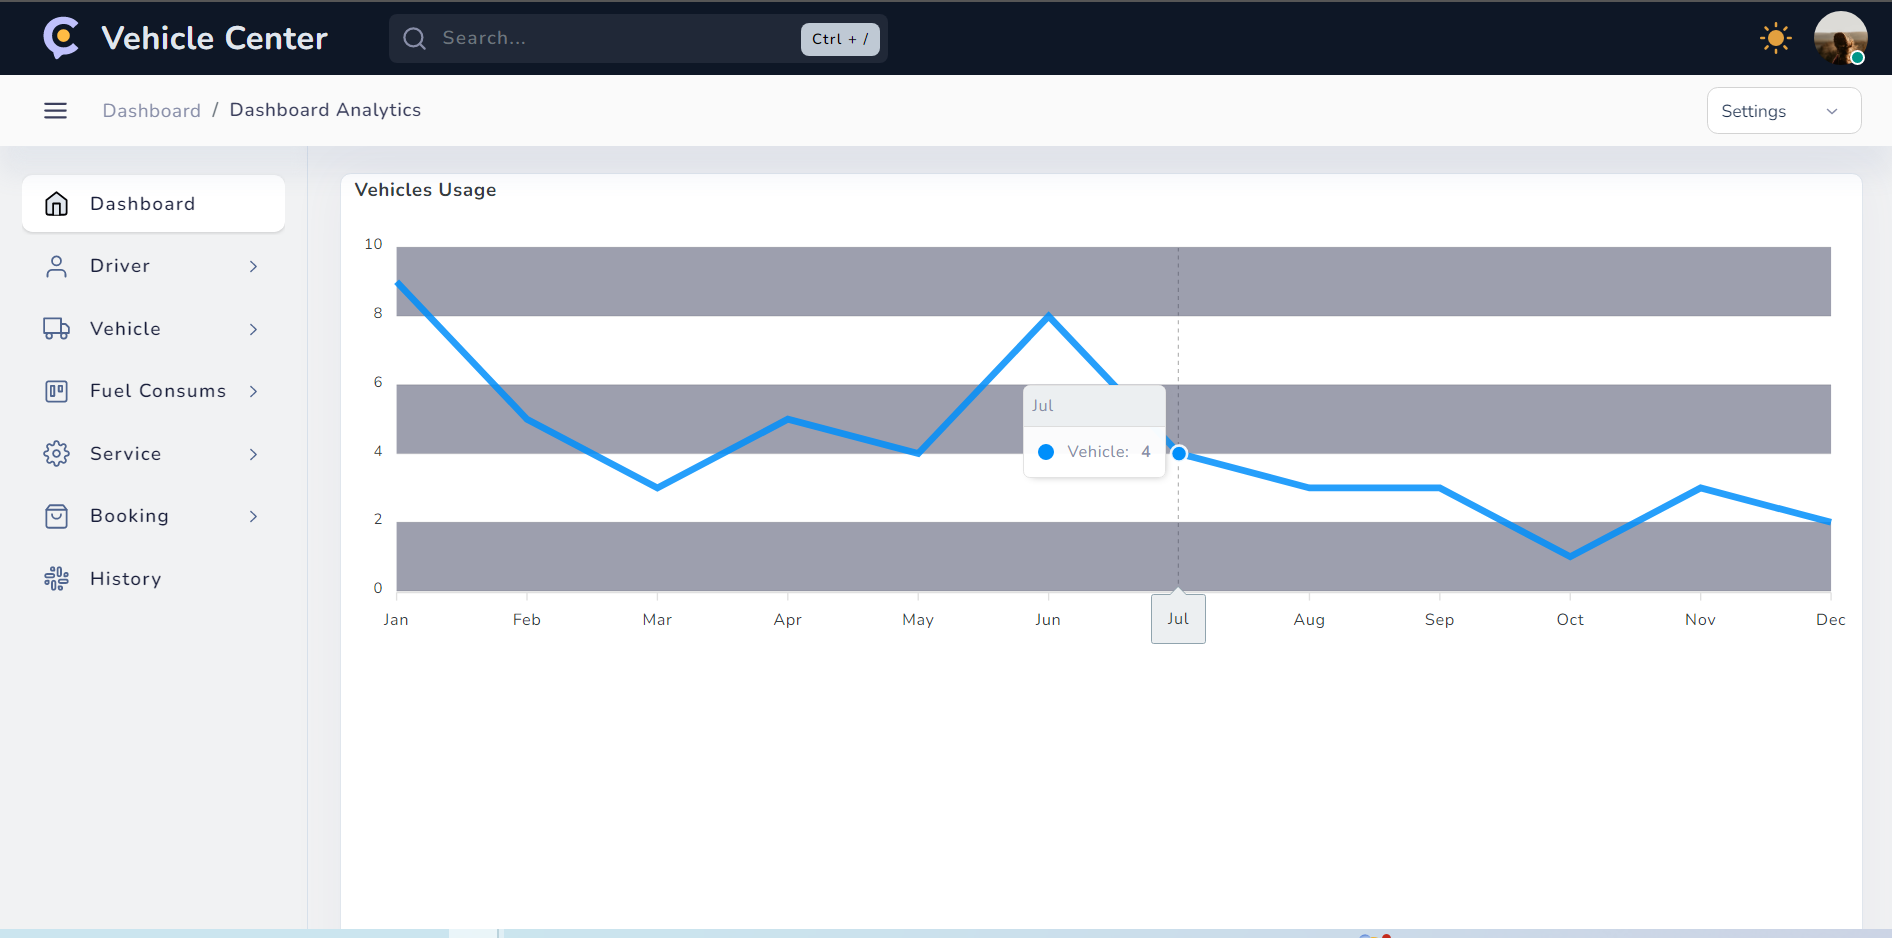 Vehicle Center
Search...
Ctrl + /
Dashboard / Dashboard Analytics
Settings
Dashboard
Driver
Vehicle
Fuel Consums
Service
Booking
History
Vehicles Usage
10
8
6
4
2
0
Jul
Vehicle: 4
Jan Feb Mar Apr May Jun Jul Aug Sep Oct Nov Dec